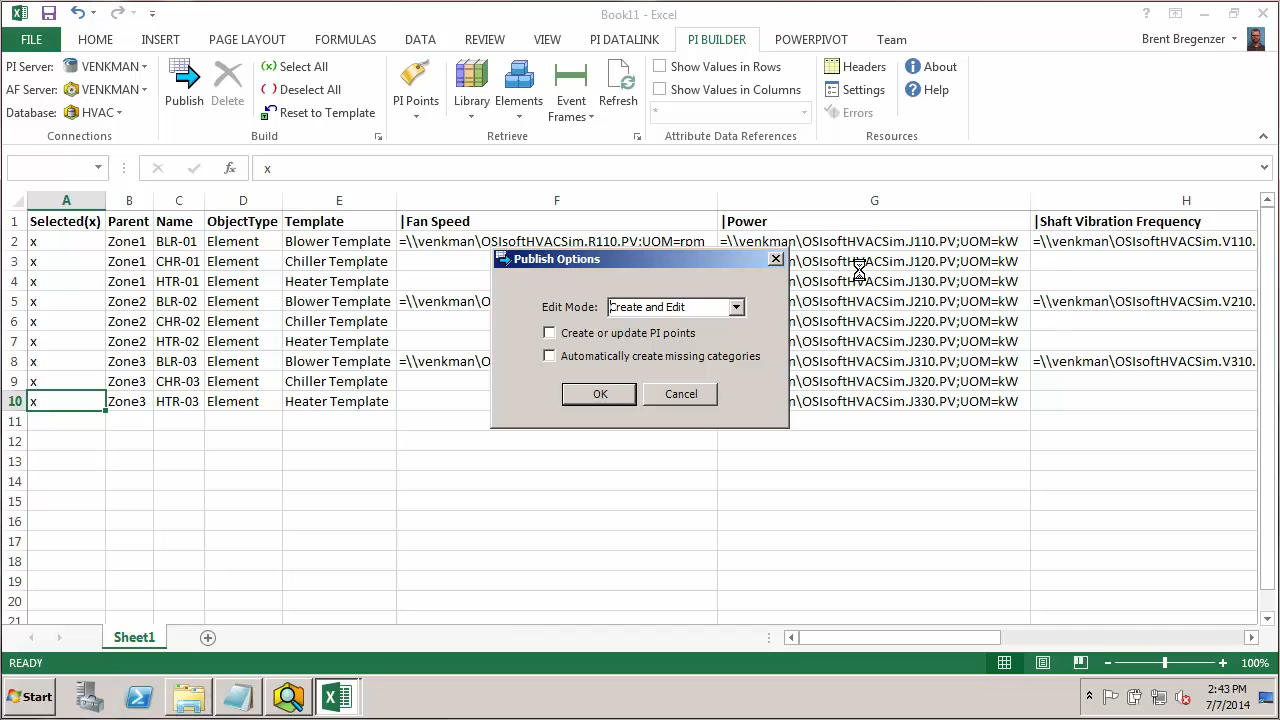 Book11 - Excel
FILE HOME INSERT PAGE LAYOUT FORMULAS DATA REVIEW VIEW PI DATALINK PI BUILDER POWERPIVOT Team Brent Bregenzer
PI Server: VENKMAN
AF Server: VENKMAN
Database: HVAC
Connections
Publish
Delete
(x) Select All
( ) Deselect All
Reset to Template
Build
PI Points
Library
Elements
Event Frames
Refresh
Retrieve
Show Values in Rows
Show Values in Columns
*
Attribute Data References
Headers
Settings
Errors
About
Help
Resources
fx x
A B C D E F G H
1 Selected(x) Parent Name ObjectType Template |Fan Speed |Power |Shaft Vibration Frequency
2 x Zone1 BLR-01 Element Blower Template =\\venkman\OSIsoftHVACSim.R110.PV;UOM=rpm =\\venkman\OSIsoftHVACSim.J110.PV;UOM=kW =\\venkman\OSIsoftHVACSim.V110.
3 x Zone1 CHR-01 Element Chiller Template n\OSIsoftHVACSim.J120.PV;UOM=kW
4 x Zone1 HTR-01 Element Heater Template n\OSIsoftHVACSim.J130.PV;UOM=kW
5 x Zone2 BLR-02 Element Blower Template =\\venkman\O n\OSIsoftHVACSim.J210.PV;UOM=kW =\\venkman\OSIsoftHVACSim.V210.
6 x Zone2 CHR-02 Element Chiller Template n\OSIsoftHVACSim.J220.PV;UOM=kW
7 x Zone2 HTR-02 Element Heater Template n\OSIsoftHVACSim.J230.PV;UOM=kW
8 x Zone3 BLR-03 Element Blower Template =\\venkman\O n\OSIsoftHVACSim.J310.PV;UOM=kW =\\venkman\OSIsoftHVACSim.V310.
9 x Zone3 CHR-03 Element Chiller Template n\OSIsoftHVACSim.J320.PV;UOM=kW
10 x Zone3 HTR-03 Element Heater Template n\OSIsoftHVACSim.J330.PV;UOM=kW
11
12
13
14
15
16
17
18
19
20
21
Publish Options
Edit Mode: Create and Edit
Create or update PI points
Automatically create missing categories
OK Cancel
Sheet1
READY 100%
Start
2:43 PM
7/7/2014